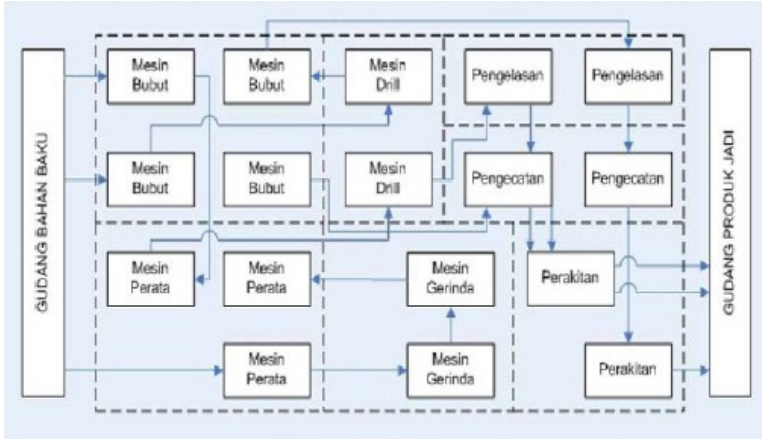 GUDANG BAHAN BAKU
Mesin
Bubut
Mesin
Bubut
Mesin
Drill
Pengelasan
Pengelasan
Mesin
Bubut
Mesin
Bubut
Mesin
Drill
Pengecatan
Pengecatan
Mesin
Perata
Mesin
Perata
Mesin
Gerinda
Perakitan
Mesin
Perata
Mesin
Gerinda
Perakitan
GUDANG PRODUK JADI